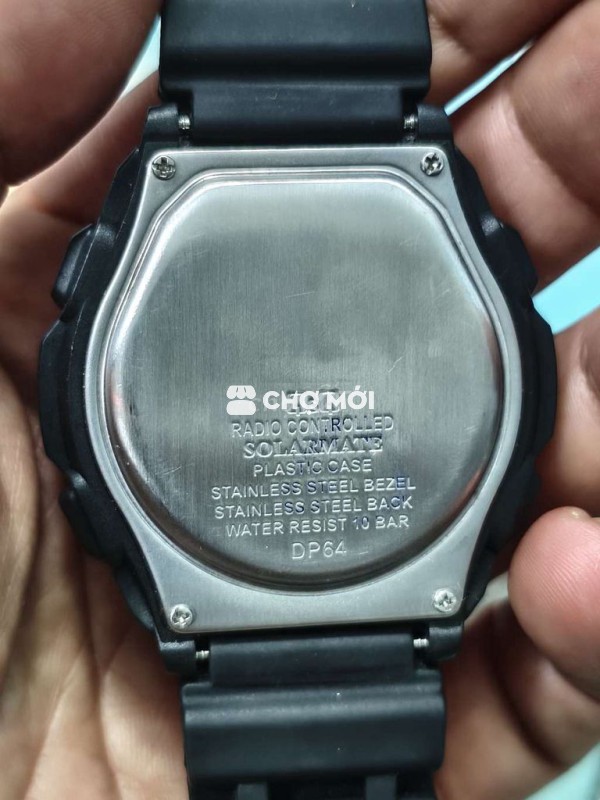 CHỢ MỚI
RADIO CONTROLLED
SOLARMATE
PLASTIC CASE
STAINLESS STEEL BEZEL
STAINLESS STEEL BACK
WATER RESIST 10 BAR
DP64